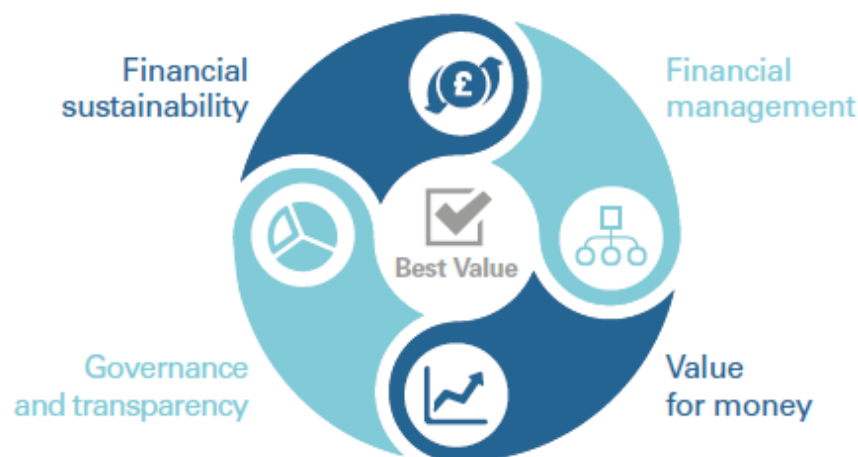 Financial
sustainability
Financial
management
£
Best Value
Governance
and transparency
Value
for money